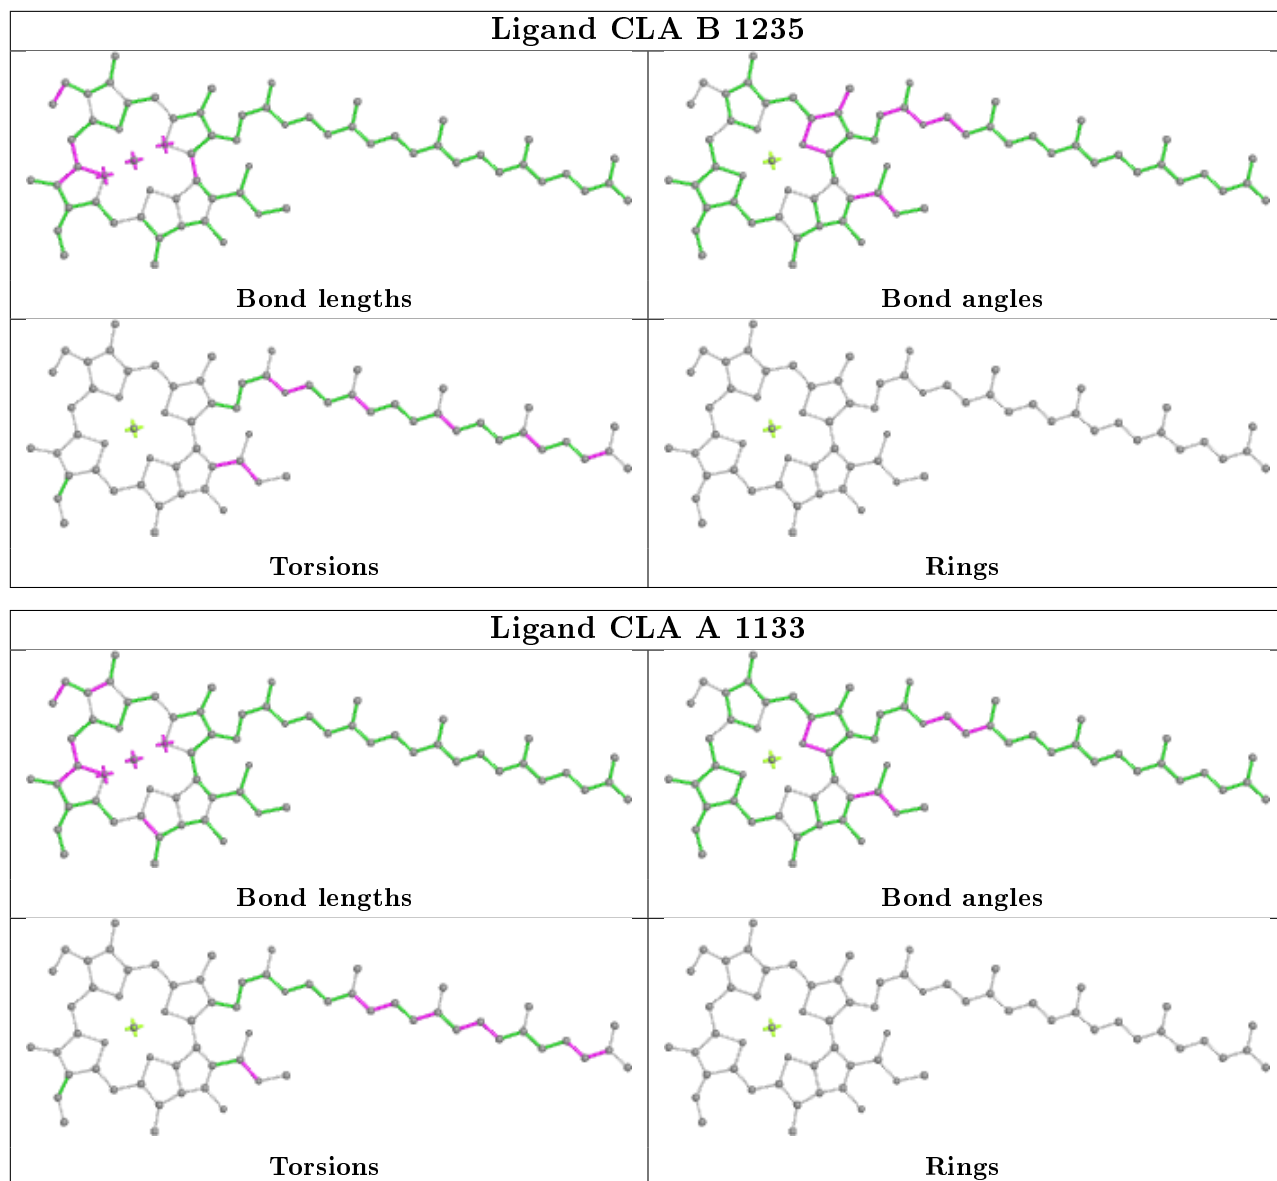 Ligand CLA B 1235
Bond lengths
Bond angles
Torsions
Rings
Ligand CLA A 1133
Bond lengths
Bond angles
Torsions
Rings